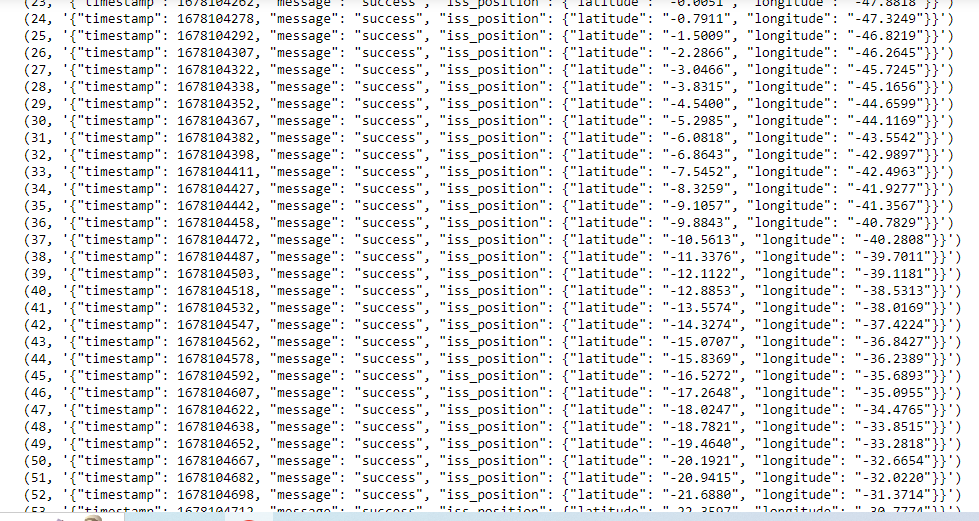 (23, '{"timestamp": 1678104262, "message": "success", "iss_position": {"latitude": "-0.0051", "longitude": "-47.8818"}}')
(24, '{"timestamp": 1678104278, "message": "success", "iss_position": {"latitude": "-0.7911", "longitude": "-47.3249"}}')
(25, '{"timestamp": 1678104292, "message": "success", "iss_position": {"latitude": "-1.5009", "longitude": "-46.8219"}}')
(26, '{"timestamp": 1678104307, "message": "success", "iss_position": {"latitude": "-2.2866", "longitude": "-46.2645"}}')
(27, '{"timestamp": 1678104322, "message": "success", "iss_position": {"latitude": "-3.0466", "longitude": "-45.7245"}}')
(28, '{"timestamp": 1678104338, "message": "success", "iss_position": {"latitude": "-3.8315", "longitude": "-45.1656"}}')
(29, '{"timestamp": 1678104352, "message": "success", "iss_position": {"latitude": "-4.5400", "longitude": "-44.6599"}}')
(30, '{"timestamp": 1678104367, "message": "success", "iss_position": {"latitude": "-5.2985", "longitude": "-44.1169"}}')
(31, '{"timestamp": 1678104382, "message": "success", "iss_position": {"latitude": "-6.0818", "longitude": "-43.5542"}}')
(32, '{"timestamp": 1678104398, "message": "success", "iss_position": {"latitude": "-6.8643", "longitude": "-42.9897"}}')
(33, '{"timestamp": 1678104411, "message": "success", "iss_position": {"latitude": "-7.5452", "longitude": "-42.4963"}}')
(34, '{"timestamp": 1678104427, "message": "success", "iss_position": {"latitude": "-8.3259", "longitude": "-41.9277"}}')
(35, '{"timestamp": 1678104442, "message": "success", "iss_position": {"latitude": "-9.1057", "longitude": "-41.3567"}}')
(36, '{"timestamp": 1678104458, "message": "success", "iss_position": {"latitude": "-9.8843", "longitude": "-40.7829"}}')
(37, '{"timestamp": 1678104472, "message": "success", "iss_position": {"latitude": "-10.5613", "longitude": "-40.2808"}}')
(38, '{"timestamp": 1678104487, "message": "success", "iss_position": {"latitude": "-11.3376", "longitude": "-39.7011"}}')
(39, '{"timestamp": 1678104503, "message": "success", "iss_position": {"latitude": "-12.1122", "longitude": "-39.1181"}}')
(40, '{"timestamp": 1678104518, "message": "success", "iss_position": {"latitude": "-12.8853", "longitude": "-38.5313"}}')
(41, '{"timestamp": 1678104532, "message": "success", "iss_position": {"latitude": "-13.5574", "longitude": "-38.0169"}}')
(42, '{"timestamp": 1678104547, "message": "success", "iss_position": {"latitude": "-14.3274", "longitude": "-37.4224"}}')
(43, '{"timestamp": 1678104562, "message": "success", "iss_position": {"latitude": "-15.0707", "longitude": "-36.8427"}}')
(44, '{"timestamp": 1678104578, "message": "success", "iss_position": {"latitude": "-15.8369", "longitude": "-36.2389"}}')
(45, '{"timestamp": 1678104592, "message": "success", "iss_position": {"latitude": "-16.5272", "longitude": "-35.6893"}}')
(46, '{"timestamp": 1678104607, "message": "success", "iss_position": {"latitude": "-17.2648", "longitude": "-35.0955"}}')
(47, '{"timestamp": 1678104622, "message": "success", "iss_position": {"latitude": "-18.0247", "longitude": "-34.4765"}}')
(48, '{"timestamp": 1678104638, "message": "success", "iss_position": {"latitude": "-18.7821", "longitude": "-33.8515"}}')
(49, '{"timestamp": 1678104652, "message": "success", "iss_position": {"latitude": "-19.4640", "longitude": "-33.2818"}}')
(50, '{"timestamp": 1678104667, "message": "success", "iss_position": {"latitude": "-20.1921", "longitude": "-32.6654"}}')
(51, '{"timestamp": 1678104682, "message": "success", "iss_position": {"latitude": "-20.9415", "longitude": "-32.0220"}}')
(52, '{"timestamp": 1678104698, "message": "success", "iss_position": {"latitude": "-21.6880", "longitude": "-31.3714"}}')
(53, '{"timestamp": 1678104712, "message": "success", "iss_position": {"latitude": "-22.3597", "longitude": "-30.7774"}}')